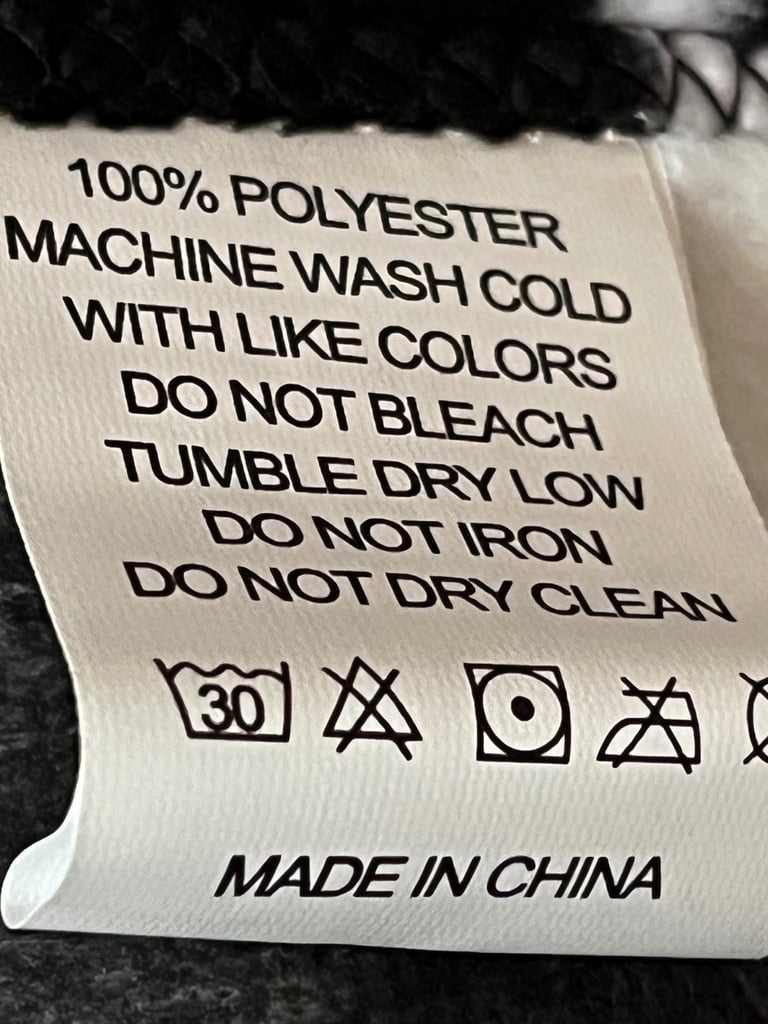 100% POLYESTER
MACHINE WASH COLD
WITH LIKE COLORS
DO NOT BLEACH
TUMBLE DRY LOW
DO NOT IRON
DO NOT DRY CLEAN
30
MADE IN CHINA